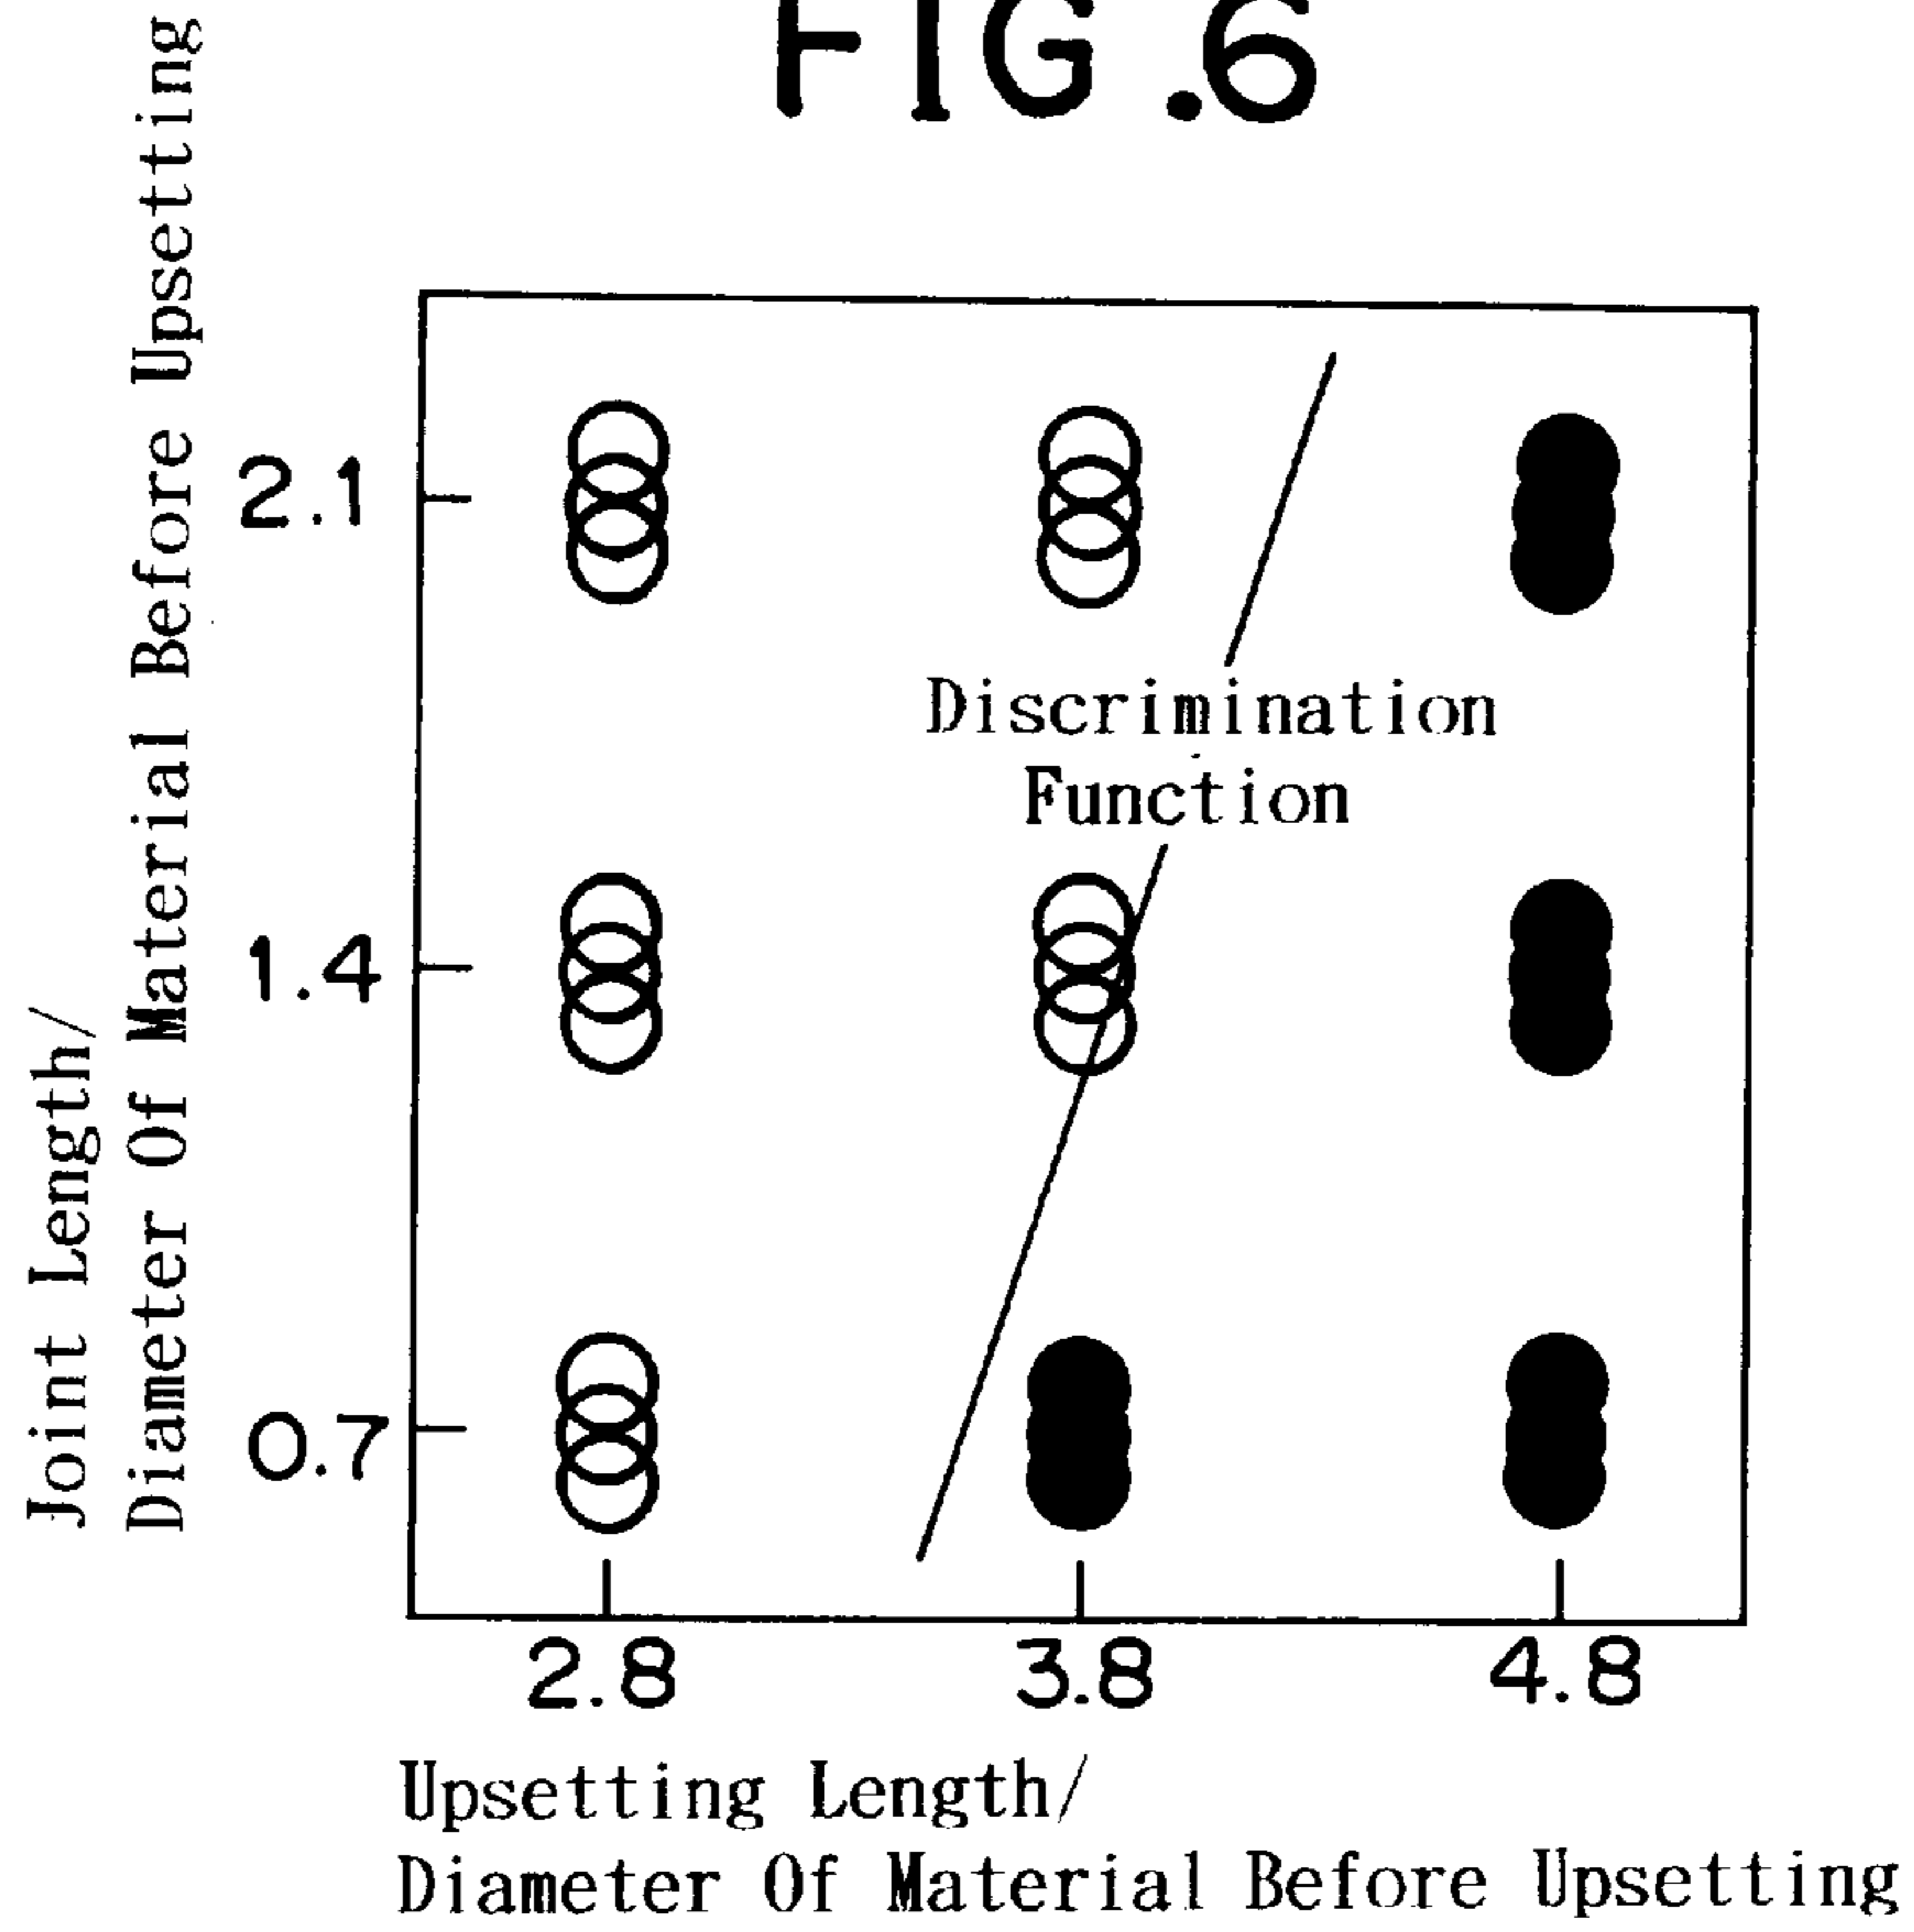 FIG.6
Joint Length/
Diameter Of Material Before Upsetting
2.1
Discrimination
Function
1.4
0.7
2.8 3.8 4.8
Upsetting Length/
Diameter Of Material Before Upsetting